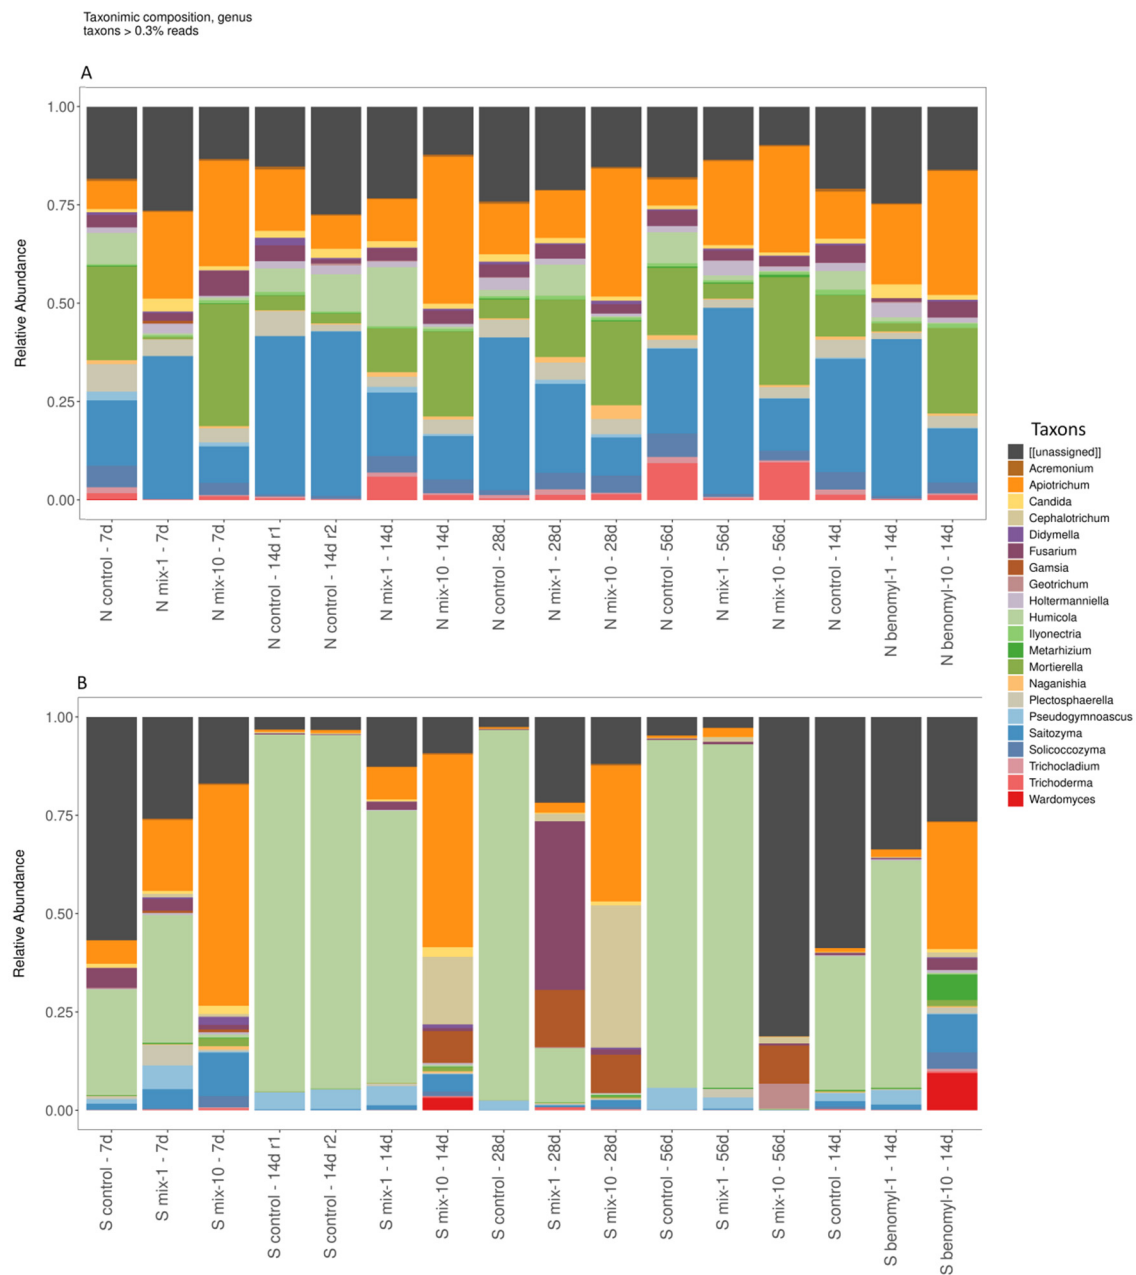 Taxonimic composition, genus
taxons > 0.3% reads
A
1.00
0.75
0.50
0.25
0.00
Relative Abundance
N control - 7d
N mix-1 - 7d
N mix-10 - 7d
N control - 14d r1
N control - 14d r2
N mix-1 - 14d
N mix-10 - 14d
N control - 28d
N mix-1 - 28d
N mix-10 - 28d
N control - 56d
N mix-1 - 56d
N mix-10 - 56d
N control - 14d
N benomyl-1 - 14d
N benomyl-10 - 14d
B
1.00
0.75
0.50
0.25
0.00
Relative Abundance
S control - 7d
S mix-1 - 7d
S mix-10 - 7d
S control - 14d r1
S control - 14d r2
S mix-1 - 14d
S mix-10 - 14d
S control - 28d
S mix-1 - 28d
S mix-10 - 28d
S control - 56d
S mix-1 - 56d
S mix-10 - 56d
S control - 14d
S benomyl-1 - 14d
S benomyl-10 - 14d
Taxons
[[unassigned]]
Acremonium
Apiotrichum
Candida
Cephalotrichum
Didymella
Fusarium
Gamsia
Geotrichum
Holtermanniella
Humicola
Ilyonectria
Metarhizium
Mortierella
Naganishia
Plectosphaerella
Pseudogymnoascus
Saitozyma
Solicoccozyma
Trichocladium
Trichoderma
Wardomyces